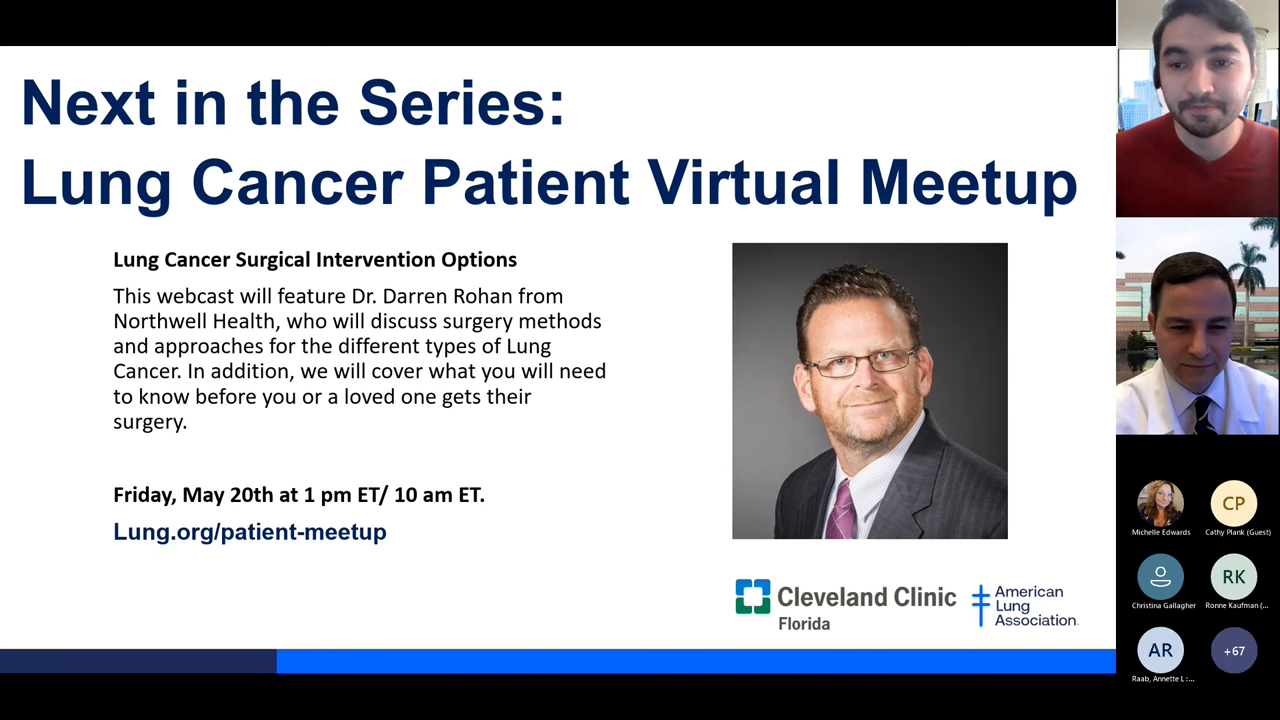 Next in the Series:
Lung Cancer Patient Virtual Meetup
Lung Cancer Surgical Intervention Options
This webcast will feature Dr. Darren Rohan from
Northwell Health, who will discuss surgery methods
and approaches for the different types of Lung
Cancer. In addition, we will cover what you will need
to know before you or a loved one gets their
surgery.
Friday, May 20th at 1 pm ET/ 10 am ET.
Lung.org/patient-meetup
Cleveland Clinic
Florida
American
Lung
Association.
CP
Michelle Edwards
Cathy Plank (Guest)
RK
Christina Gallagher
Ronne Kaufman (...
AR
+67
Raab, Annette L :...